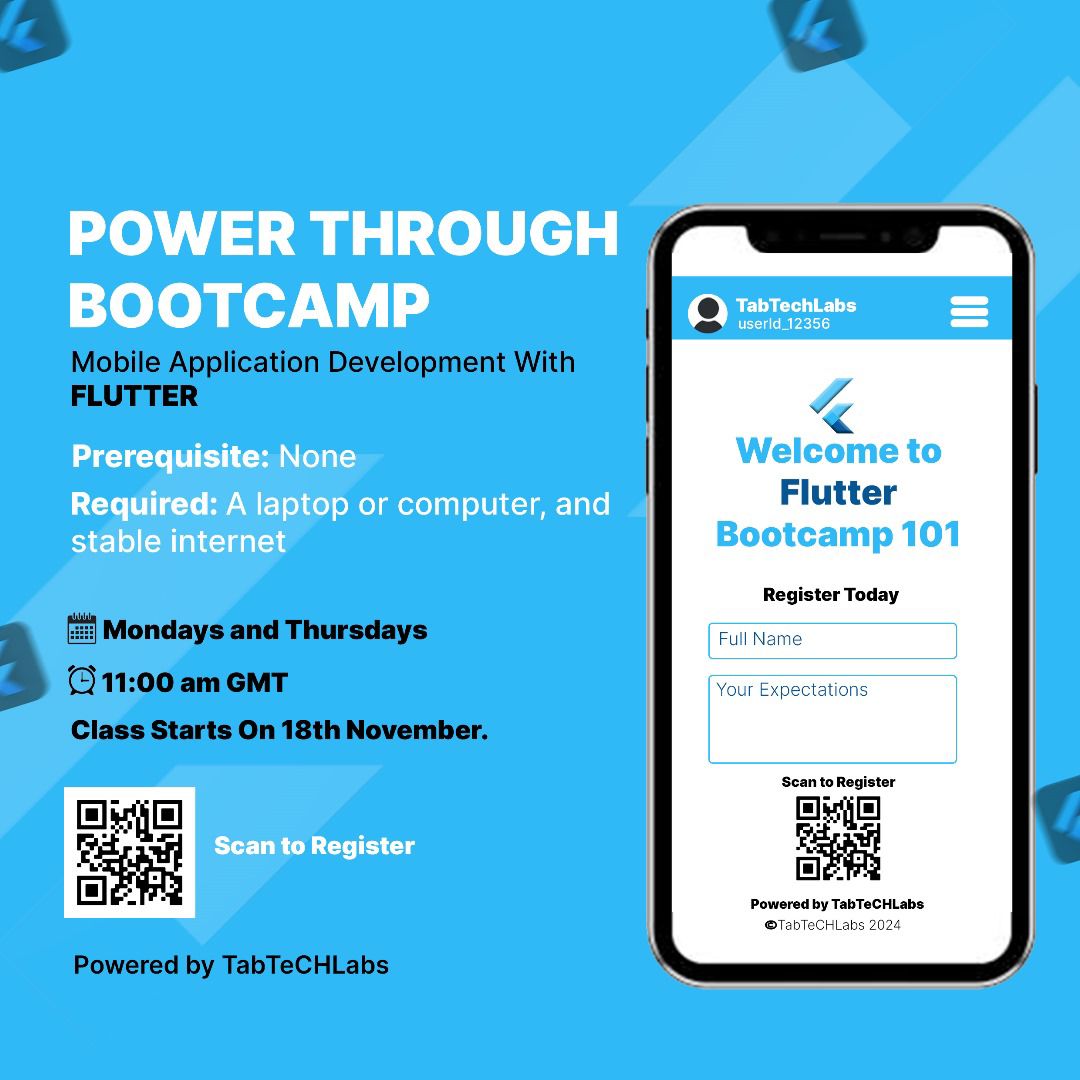 POWER THROUGH
BOOTCAMP
Mobile Application Development With
FLUTTER
Prerequisite: None
Required: A laptop or computer, and
stable internet
Mondays and Thursdays
11:00 am GMT
Class Starts On 18th November.
Scan to Register
Powered by TabTeCHLabs
TabTechLabs
userId_12356
Welcome to
Flutter
Bootcamp 101
Register Today
Full Name
Your Expectations
Scan to Register
Powered by TabTeCHLabs
©TabTeCHLabs 2024